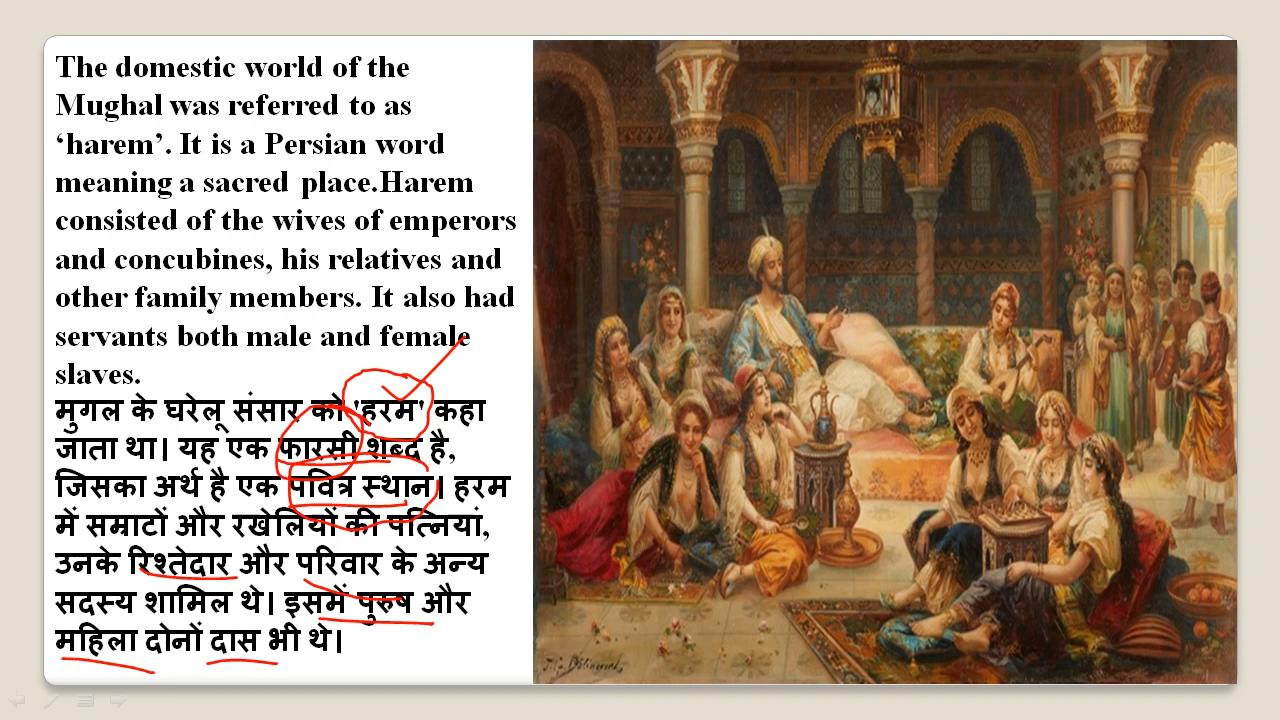 The domestic world of the
Mughal was referred to as
‘harem’. It is a Persian word
meaning a sacred place.Harem
consisted of the wives of emperors
and concubines, his relatives and
other family members. It also had
servants both male and female
slaves.
मुगल के घरेलू संसार को 'हरम' कहा
जाता था। यह एक फारसी शब्द है,
जिसका अर्थ है एक पवित्र स्थान। हरम
में सम्राटों और रखेलियों की पत्नियां,
उनके रिश्तेदार और परिवार के अन्य
सदस्य शामिल थे। इसमें पुरुष और
महिला दोनों दास भी थे।